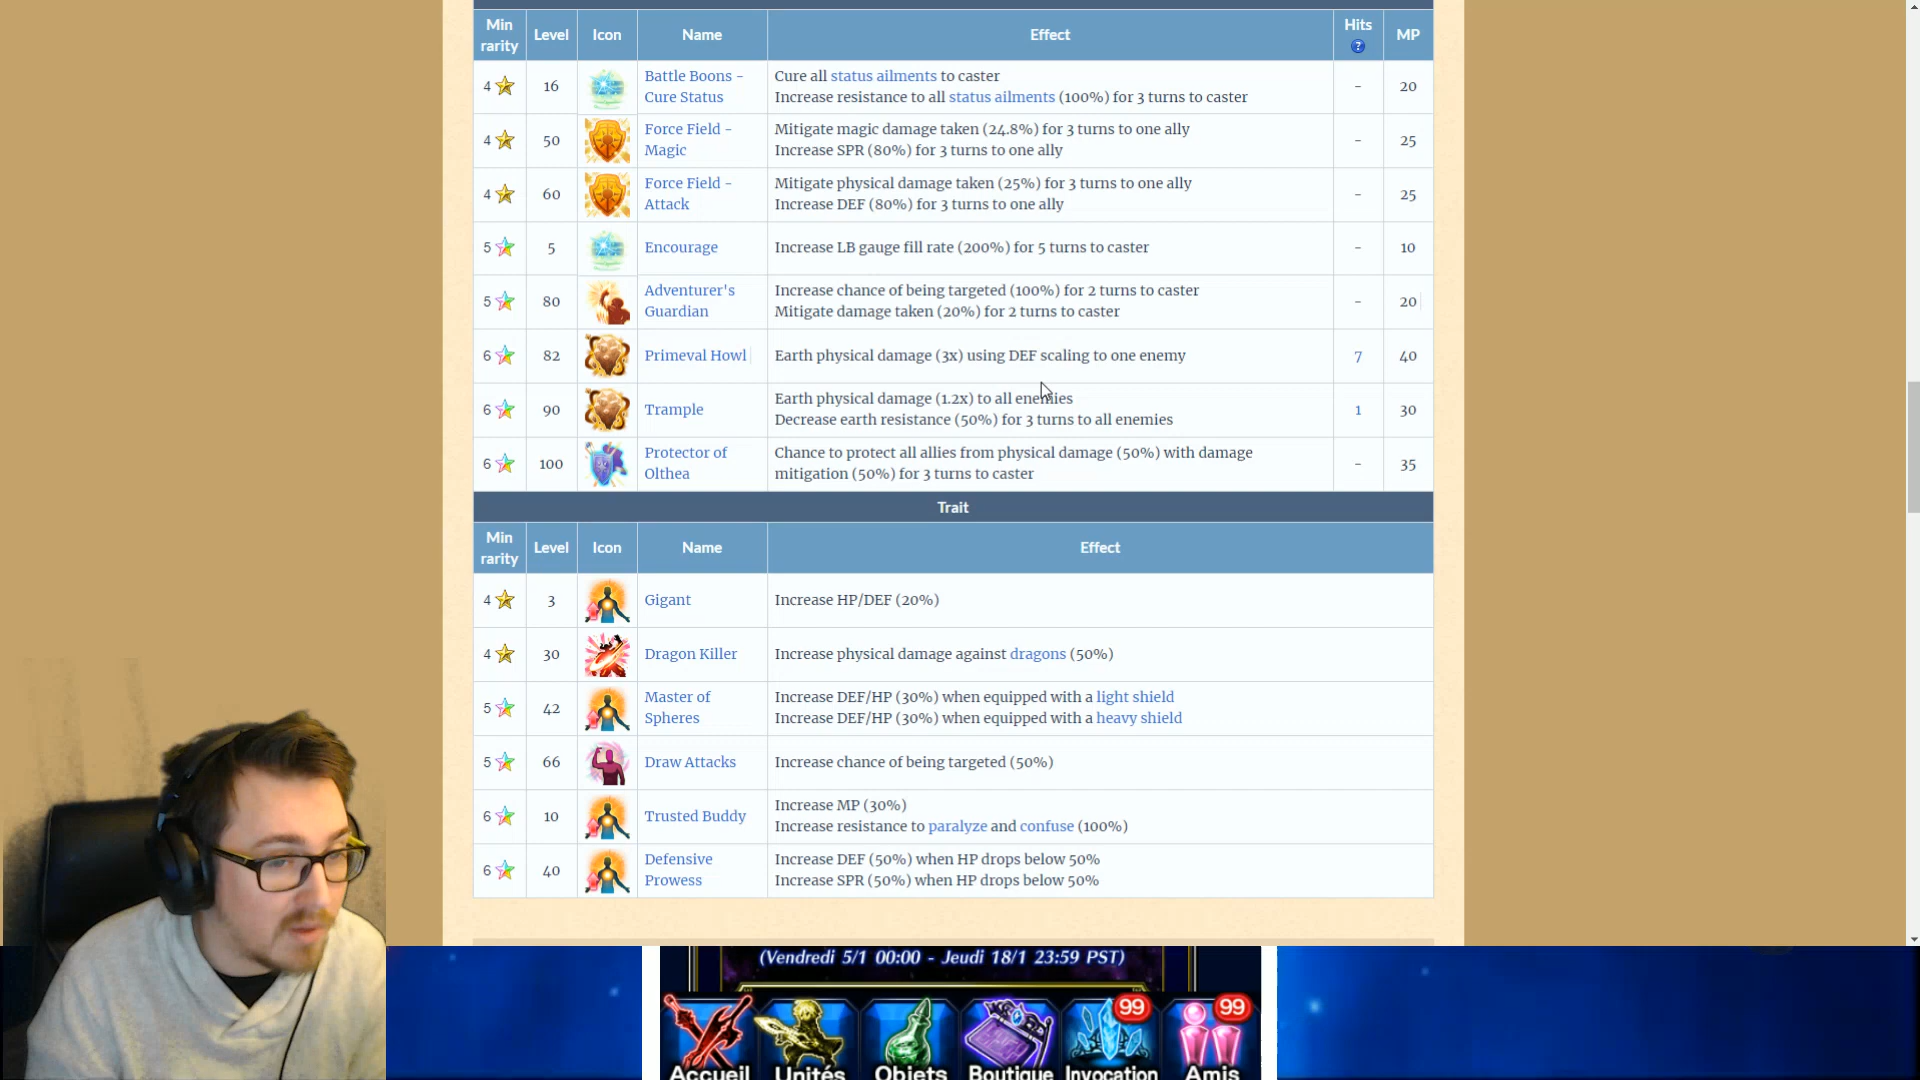 Min rarity Level Icon Name Effect Hits ? MP
4 16 Battle Boons - Cure Status
Cure all status ailments to caster
Increase resistance to all status ailments (100%) for 3 turns to caster
- 20
4 50 Force Field - Magic
Mitigate magic damage taken (24.8%) for 3 turns to one ally
Increase SPR (80%) for 3 turns to one ally
- 25
4 60 Force Field - Attack
Mitigate physical damage taken (25%) for 3 turns to one ally
Increase DEF (80%) for 3 turns to one ally
- 25
5 5 Encourage Increase LB gauge fill rate (200%) for 5 turns to caster - 10
5 80 Adventurer's Guardian
Increase chance of being targeted (100%) for 2 turns to caster
Mitigate damage taken (20%) for 2 turns to caster
- 20
6 82 Primeval Howl Earth physical damage (3x) using DEF scaling to one enemy 7 40
6 90 Trample
Earth physical damage (1.2x) to all enemies
Decrease earth resistance (50%) for 3 turns to all enemies
1 30
6 100 Protector of Olthea
Chance to protect all allies from physical damage (50%) with damage
mitigation (50%) for 3 turns to caster
- 35
Trait
Min rarity Level Icon Name Effect
4 3 Gigant Increase HP/DEF (20%)
4 30 Dragon Killer Increase physical damage against dragons (50%)
5 42 Master of Spheres
Increase DEF/HP (30%) when equipped with a light shield
Increase DEF/HP (30%) when equipped with a heavy shield
5 66 Draw Attacks Increase chance of being targeted (50%)
6 10 Trusted Buddy
Increase MP (30%)
Increase resistance to paralyze and confuse (100%)
6 40 Defensive Prowess
Increase DEF (50%) when HP drops below 50%
Increase SPR (50%) when HP drops below 50%
(Vendredi 5/1 00:00 - Jeudi 18/1 23:59 PST)
99 99
Accueil Unités Objets Boutique Invocation Amis